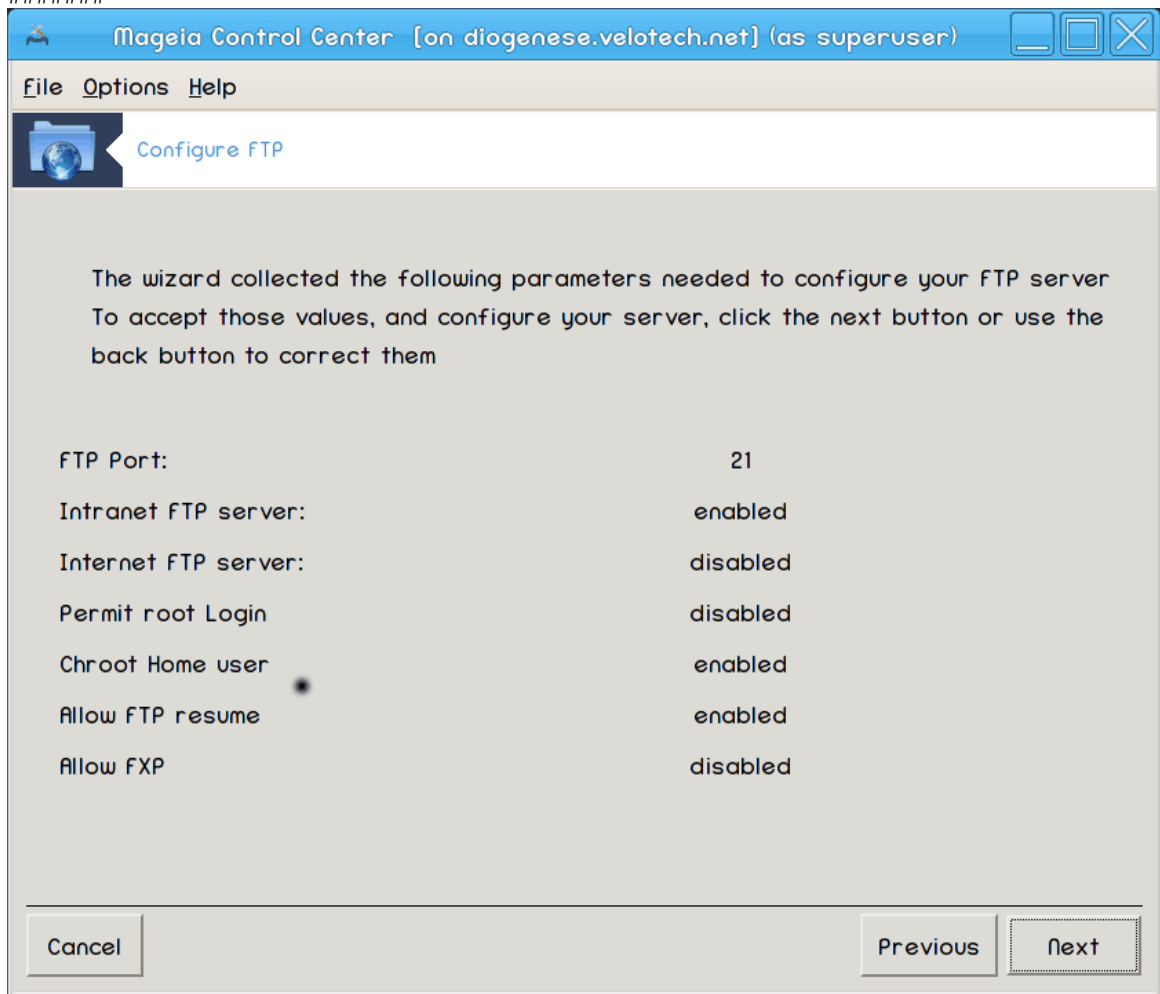 Mageia Control Center [on diogenese.velotech.net] (as superuser)
File Options Help
Configure FTP
The wizard collected the following parameters needed to configure your FTP server
To accept those values, and configure your server, click the next button or use the
back button to correct them
FTP Port: 21
Intranet FTP server: enabled
Internet FTP server: disabled
Permit root Login disabled
Chroot Home user enabled
Allow FTP resume enabled
Allow FXP disabled
Cancel Previous Next